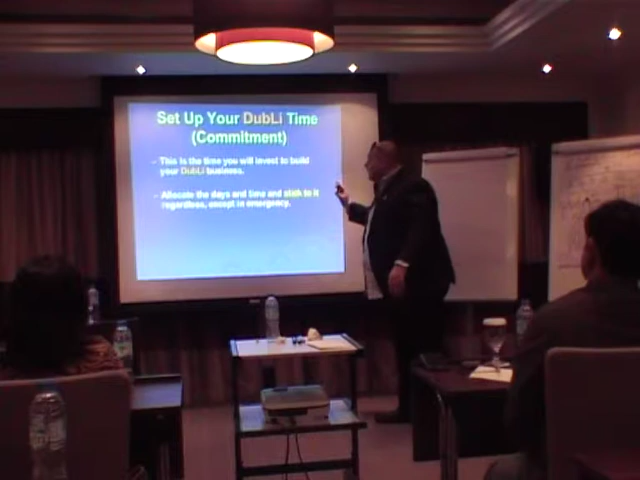 Set Up Your DubLi Time
(Commitment)
- This is the time you will invest to build
your DubLi business.
- Allocate the days and time and stick to it
regardless, except in emergency.